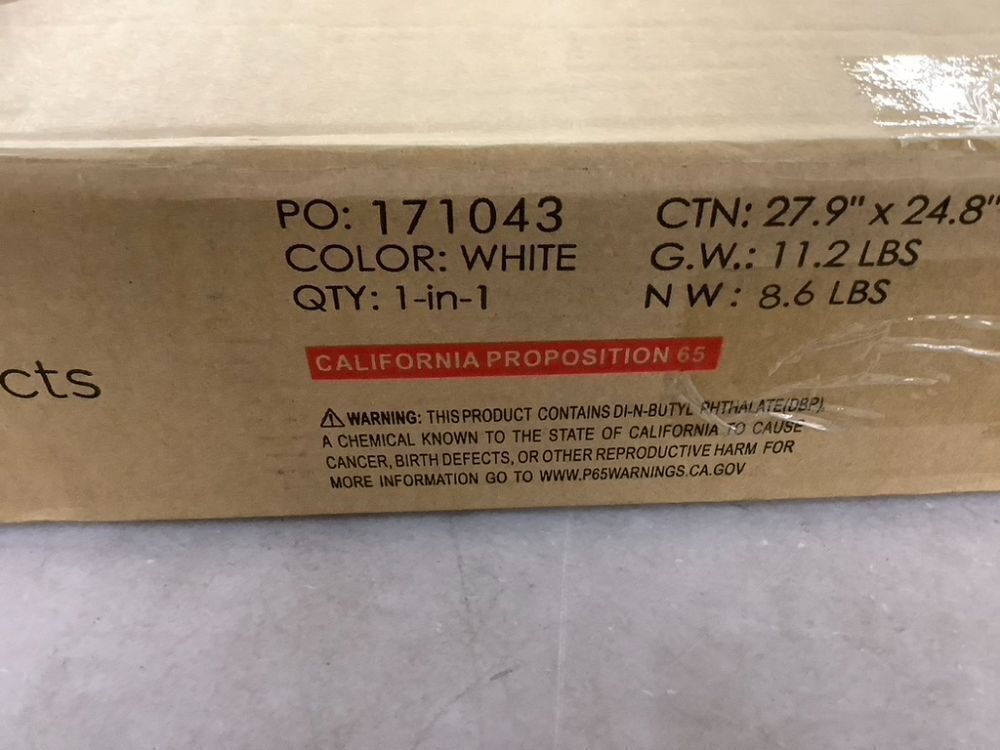 PO: 171043
COLOR: WHITE
QTY: 1-in-1
CTN: 27.9" x 24.8"
G.W.: 11.2 LBS
N W : 8.6 LBS
cts
CALIFORNIA PROPOSITION 65
⚠ WARNING: THIS PRODUCT CONTAINS DI-N-BUTYL PHTHALATE(DBP),
A CHEMICAL KNOWN TO THE STATE OF CALIFORNIA TO CAUSE
CANCER, BIRTH DEFECTS, OR OTHER REPRODUCTIVE HARM FOR
MORE INFORMATION GO TO WWW.P65WARNINGS.CA.GOV